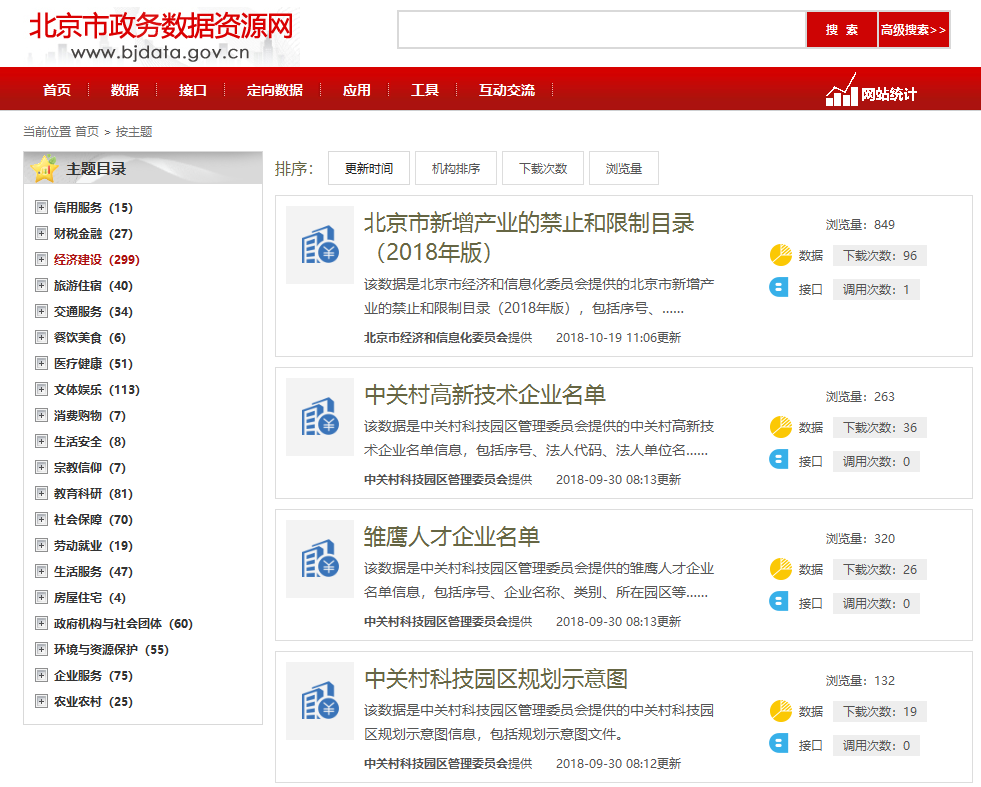 北京市政务数据资源网
www.bjdata.gov.cn
搜 索
高级搜索>>
首页 数据 接口 定向数据 应用 工具 互动交流 网站统计
当前位置 首页 > 按主题
主题目录
信用服务 (15)
财税金融 (27)
经济建设 (299)
旅游住宿 (40)
交通服务 (34)
餐饮美食 (6)
医疗健康 (51)
文体娱乐 (113)
消费购物 (7)
生活安全 (8)
宗教信仰 (7)
教育科研 (81)
社会保障 (70)
劳动就业 (19)
生活服务 (47)
房屋住宅 (4)
政府机构与社会团体 (60)
环境与资源保护 (55)
企业服务 (75)
农业农村 (25)
排序： 更新时间 机构排序 下载次数 浏览量
北京市新增产业的禁止和限制目录
（2018年版）
该数据是北京市经济和信息化委员会提供的北京市新增产
业的禁止和限制目录（2018年版），包括序号、......
北京市经济和信息化委员会提供 2018-10-19 11:06更新
浏览量：849
数据 下载次数：96
接口 调用次数：1
中关村高新技术企业名单
该数据是中关村科技园区管理委员会提供的中关村高新技
术企业名单信息，包括序号、法人代码、法人单位名......
中关村科技园区管理委员会提供 2018-09-30 08:13更新
浏览量：263
数据 下载次数：36
接口 调用次数：0
雏鹰人才企业名单
该数据是中关村科技园区管理委员会提供的雏鹰人才企业
名单信息，包括序号、企业名称、类别、所在园区等......
中关村科技园区管理委员会提供 2018-09-30 08:13更新
浏览量：320
数据 下载次数：26
接口 调用次数：0
中关村科技园区规划示意图
该数据是中关村科技园区管理委员会提供的中关村科技园
区规划示意图信息，包括规划示意图文件。
中关村科技园区管理委员会提供 2018-09-30 08:12更新
浏览量：132
数据 下载次数：19
接口 调用次数：0